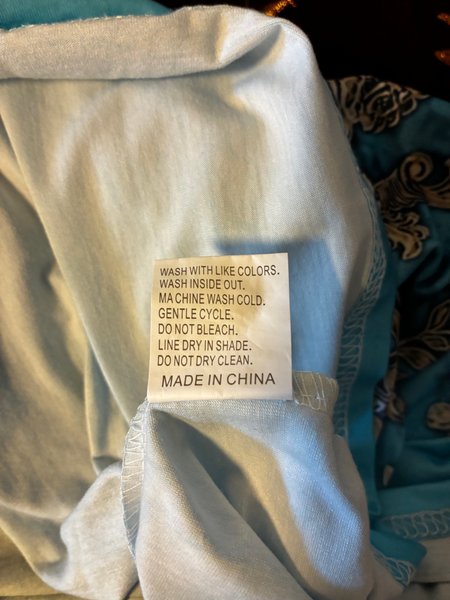 WASH WITH LIKE COLORS.
WASH INSIDE OUT.
MA CHINE WASH COLD.
GENTLE CYCLE.
DO NOT BLEACH.
LINE DRY IN SHADE.
DO NOT DRY CLEAN.
MADE IN CHINA